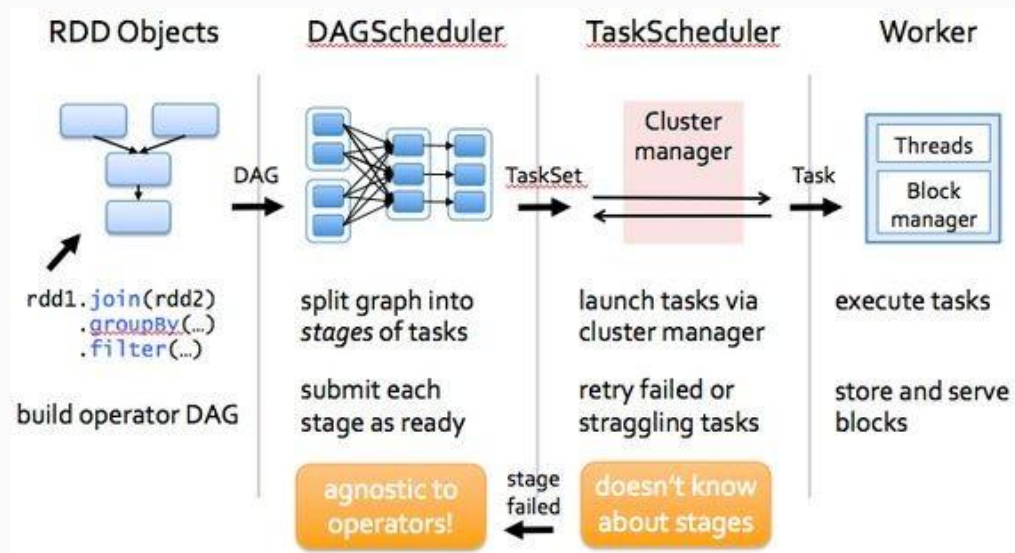 RDD Objects
DAGScheduler
TaskScheduler
Worker
DAG
TaskSet
Cluster
manager
Task
Threads
Block
manager
rdd1.join(rdd2)
.groupBy(…)
.filter(…)
build operator DAG
split graph into
stages of tasks
submit each
stage as ready
agnostic to
operators!
launch tasks via
cluster manager
retry failed or
straggling tasks
stage
failed
doesn't know
about stages
execute tasks
store and serve
blocks